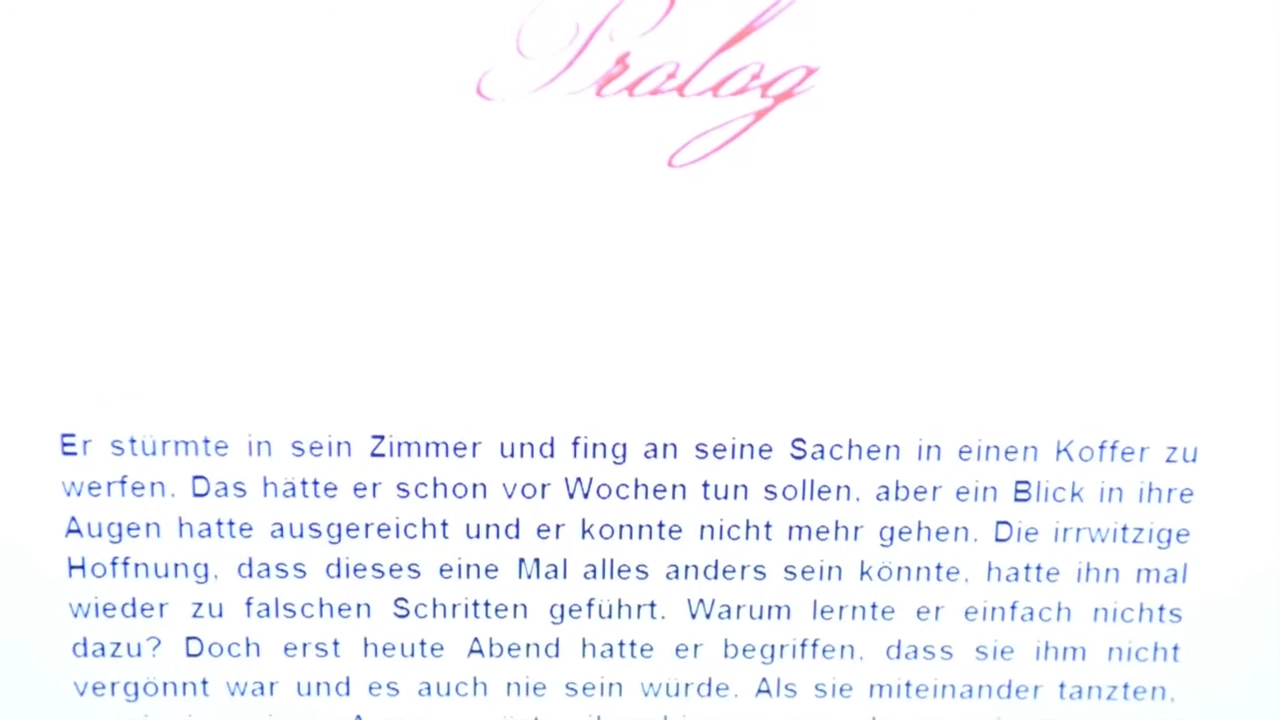 Prolog
Er stürmte in sein Zimmer und fing an seine Sachen in einen Koffer zu
werfen. Das hätte er schon vor Wochen tun sollen, aber ein Blick in ihre
Augen hatte ausgereicht und er konnte nicht mehr gehen. Die irrwitzige
Hoffnung, dass dieses eine Mal alles anders sein könnte, hatte ihn mal
wieder zu falschen Schritten geführt. Warum lernte er einfach nichts
dazu? Doch erst heute Abend hatte er begriffen, dass sie ihm nicht
vergönnt war und es auch nie sein würde. Als sie miteinander tanzten,